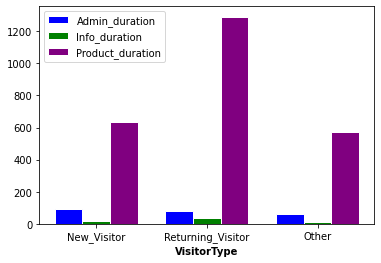 Admin_duration
Info_duration
Product_duration
1200
1000
800
600
400
200
0
New_Visitor Returning_Visitor Other
VisitorType